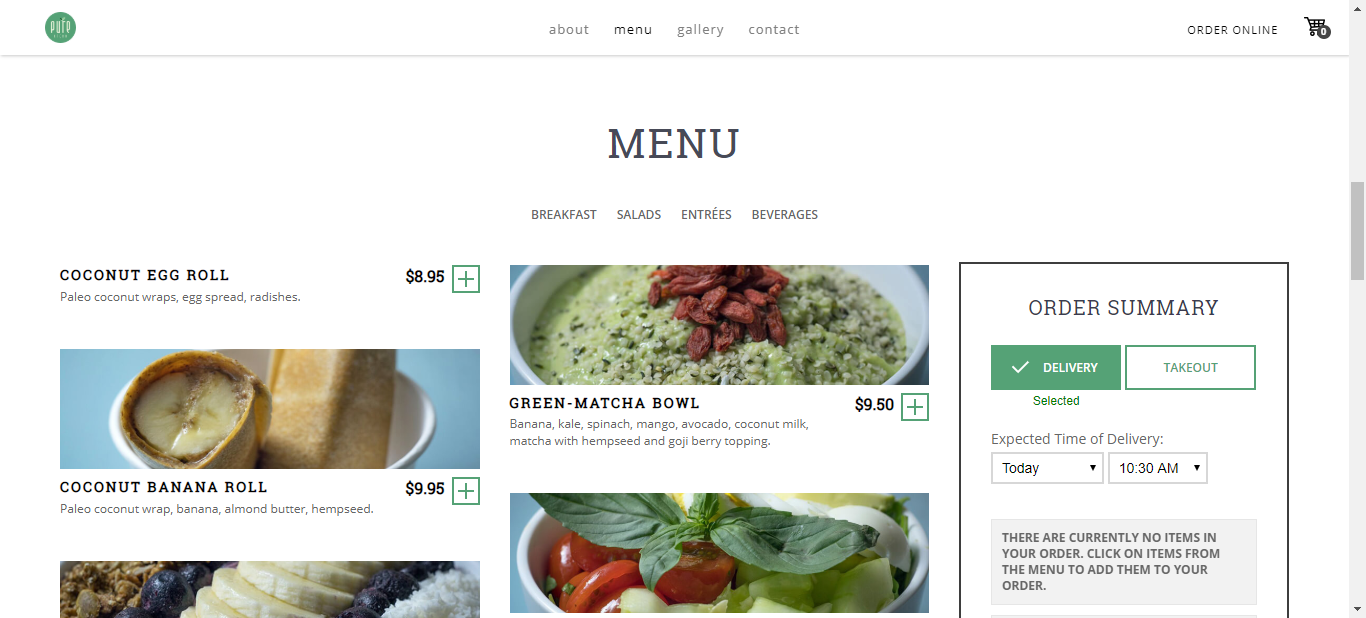 pure
about
menu
gallery
contact
ORDER ONLINE
0
MENU
BREAKFAST
SALADS
ENTRÉES
BEVERAGES
COCONUT EGG ROLL
$8.95
Paleo coconut wraps, egg spread, radishes.
COCONUT BANANA ROLL
$9.95
Paleo coconut wrap, banana, almond butter, hempseed.
GREEN-MATCHA BOWL
$9.50
Banana, kale, spinach, mango, avocado, coconut milk,
matcha with hempseed and goji berry topping.
ORDER SUMMARY
DELIVERY
TAKEOUT
Selected
Expected Time of Delivery:
Today
10:30 AM
THERE ARE CURRENTLY NO ITEMS IN
YOUR ORDER. CLICK ON ITEMS FROM
THE MENU TO ADD THEM TO YOUR
ORDER.